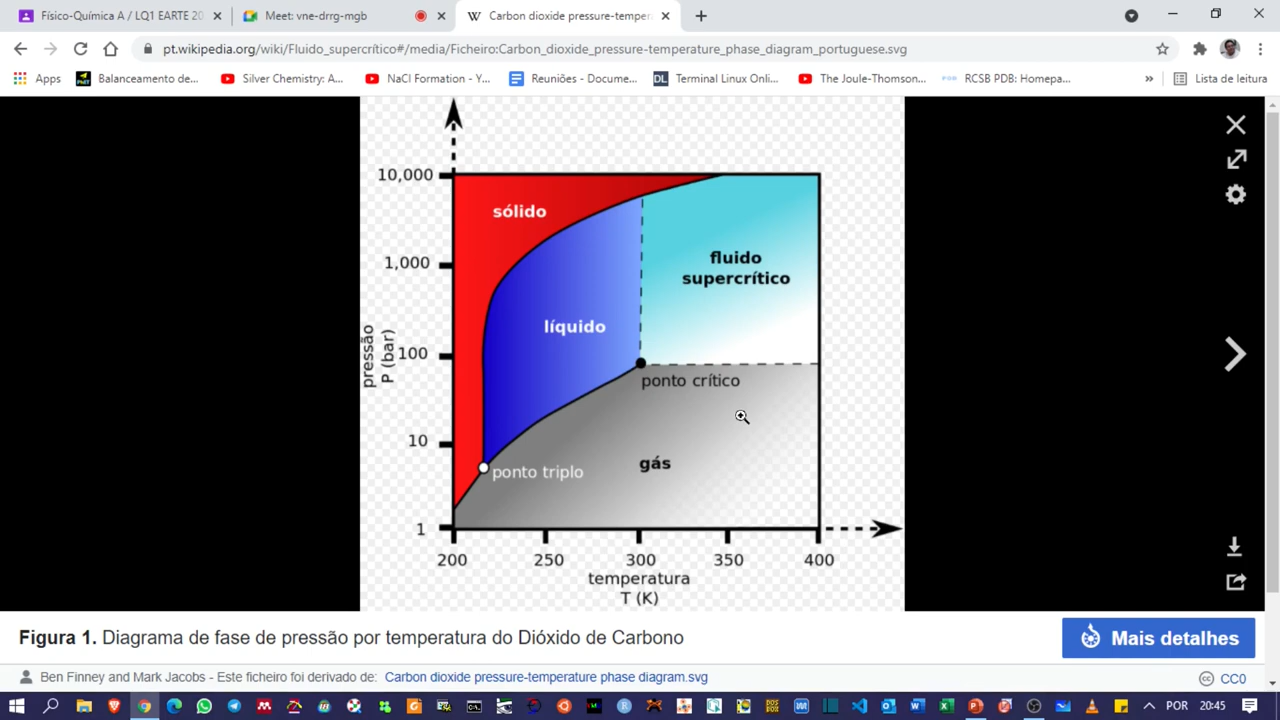 Físico-Química A / LQ1 EARTE 20
Meet: vne-drrg-mgb
Carbon dioxide pressure-temper
pt.wikipedia.org/wiki/Fluido_supercrítico#/media/Ficheiro:Carbon_dioxide_pressure-temperature_phase_diagram_portuguese.svg
Apps
Balanceamento de...
Silver Chemistry: A...
NaCl Formation - Y...
Reuniões - Docume...
DL
Terminal Linux Onli...
The Joule-Thomson...
RCSB PDB: Homepa...
»
Lista de leitura
10,000
1,000
100
10
1
pressão
P (bar)
sólido
líquido
fluido
supercrítico
ponto crítico
ponto triplo
gás
200
250
300
350
400
temperatura
T (K)
Figura 1. Diagrama de fase de pressão por temperatura do Dióxido de Carbono
Mais detalhes
Ben Finney and Mark Jacobs - Este ficheiro foi derivado de: Carbon dioxide pressure-temperature phase diagram.svg
CC0
POR
20:45